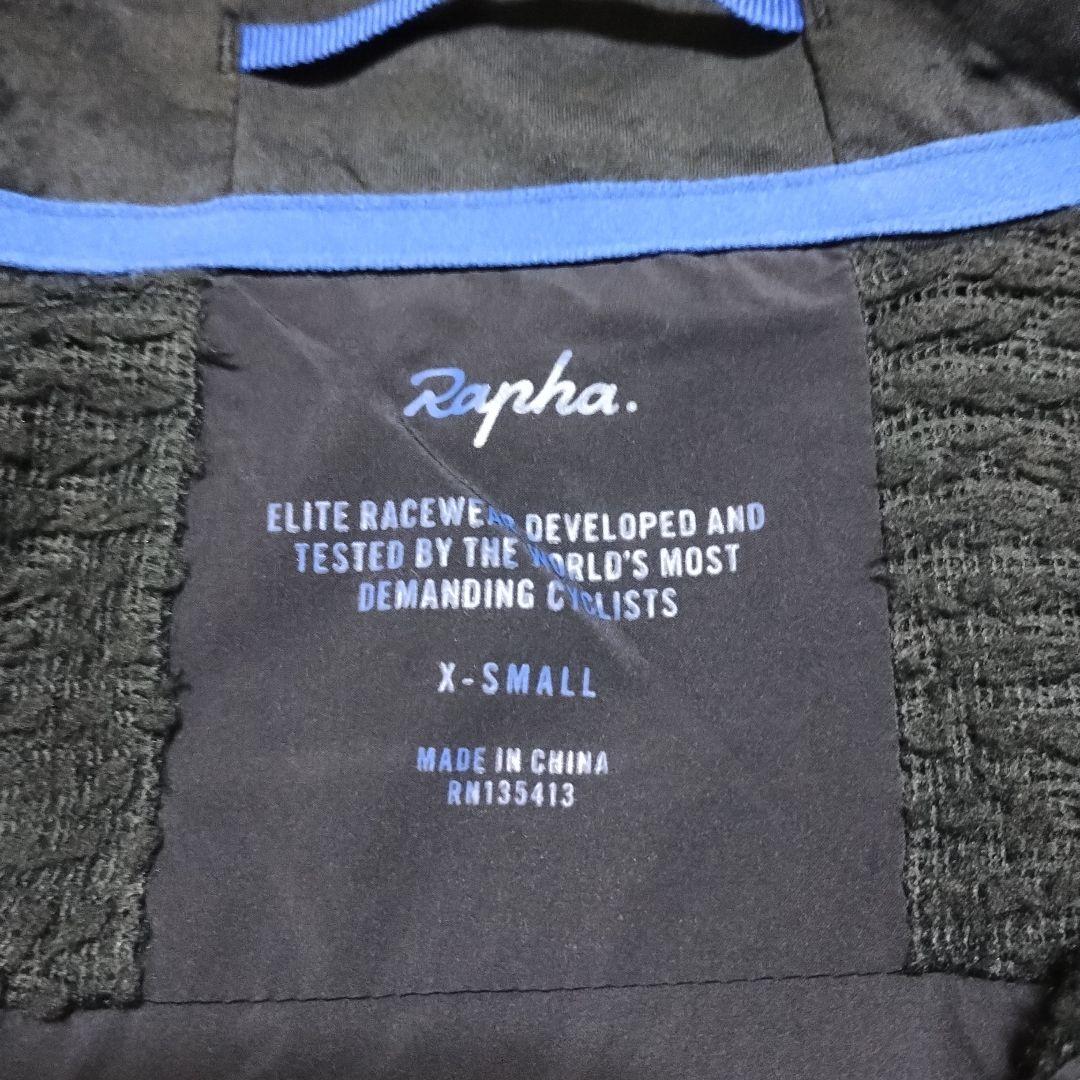 Rapha.
ELITE RACEWEAR DEVELOPED AND
TESTED BY THE WORLD'S MOST
DEMANDING CYCLISTS
X-SMALL
MADE IN CHINA
RN135413